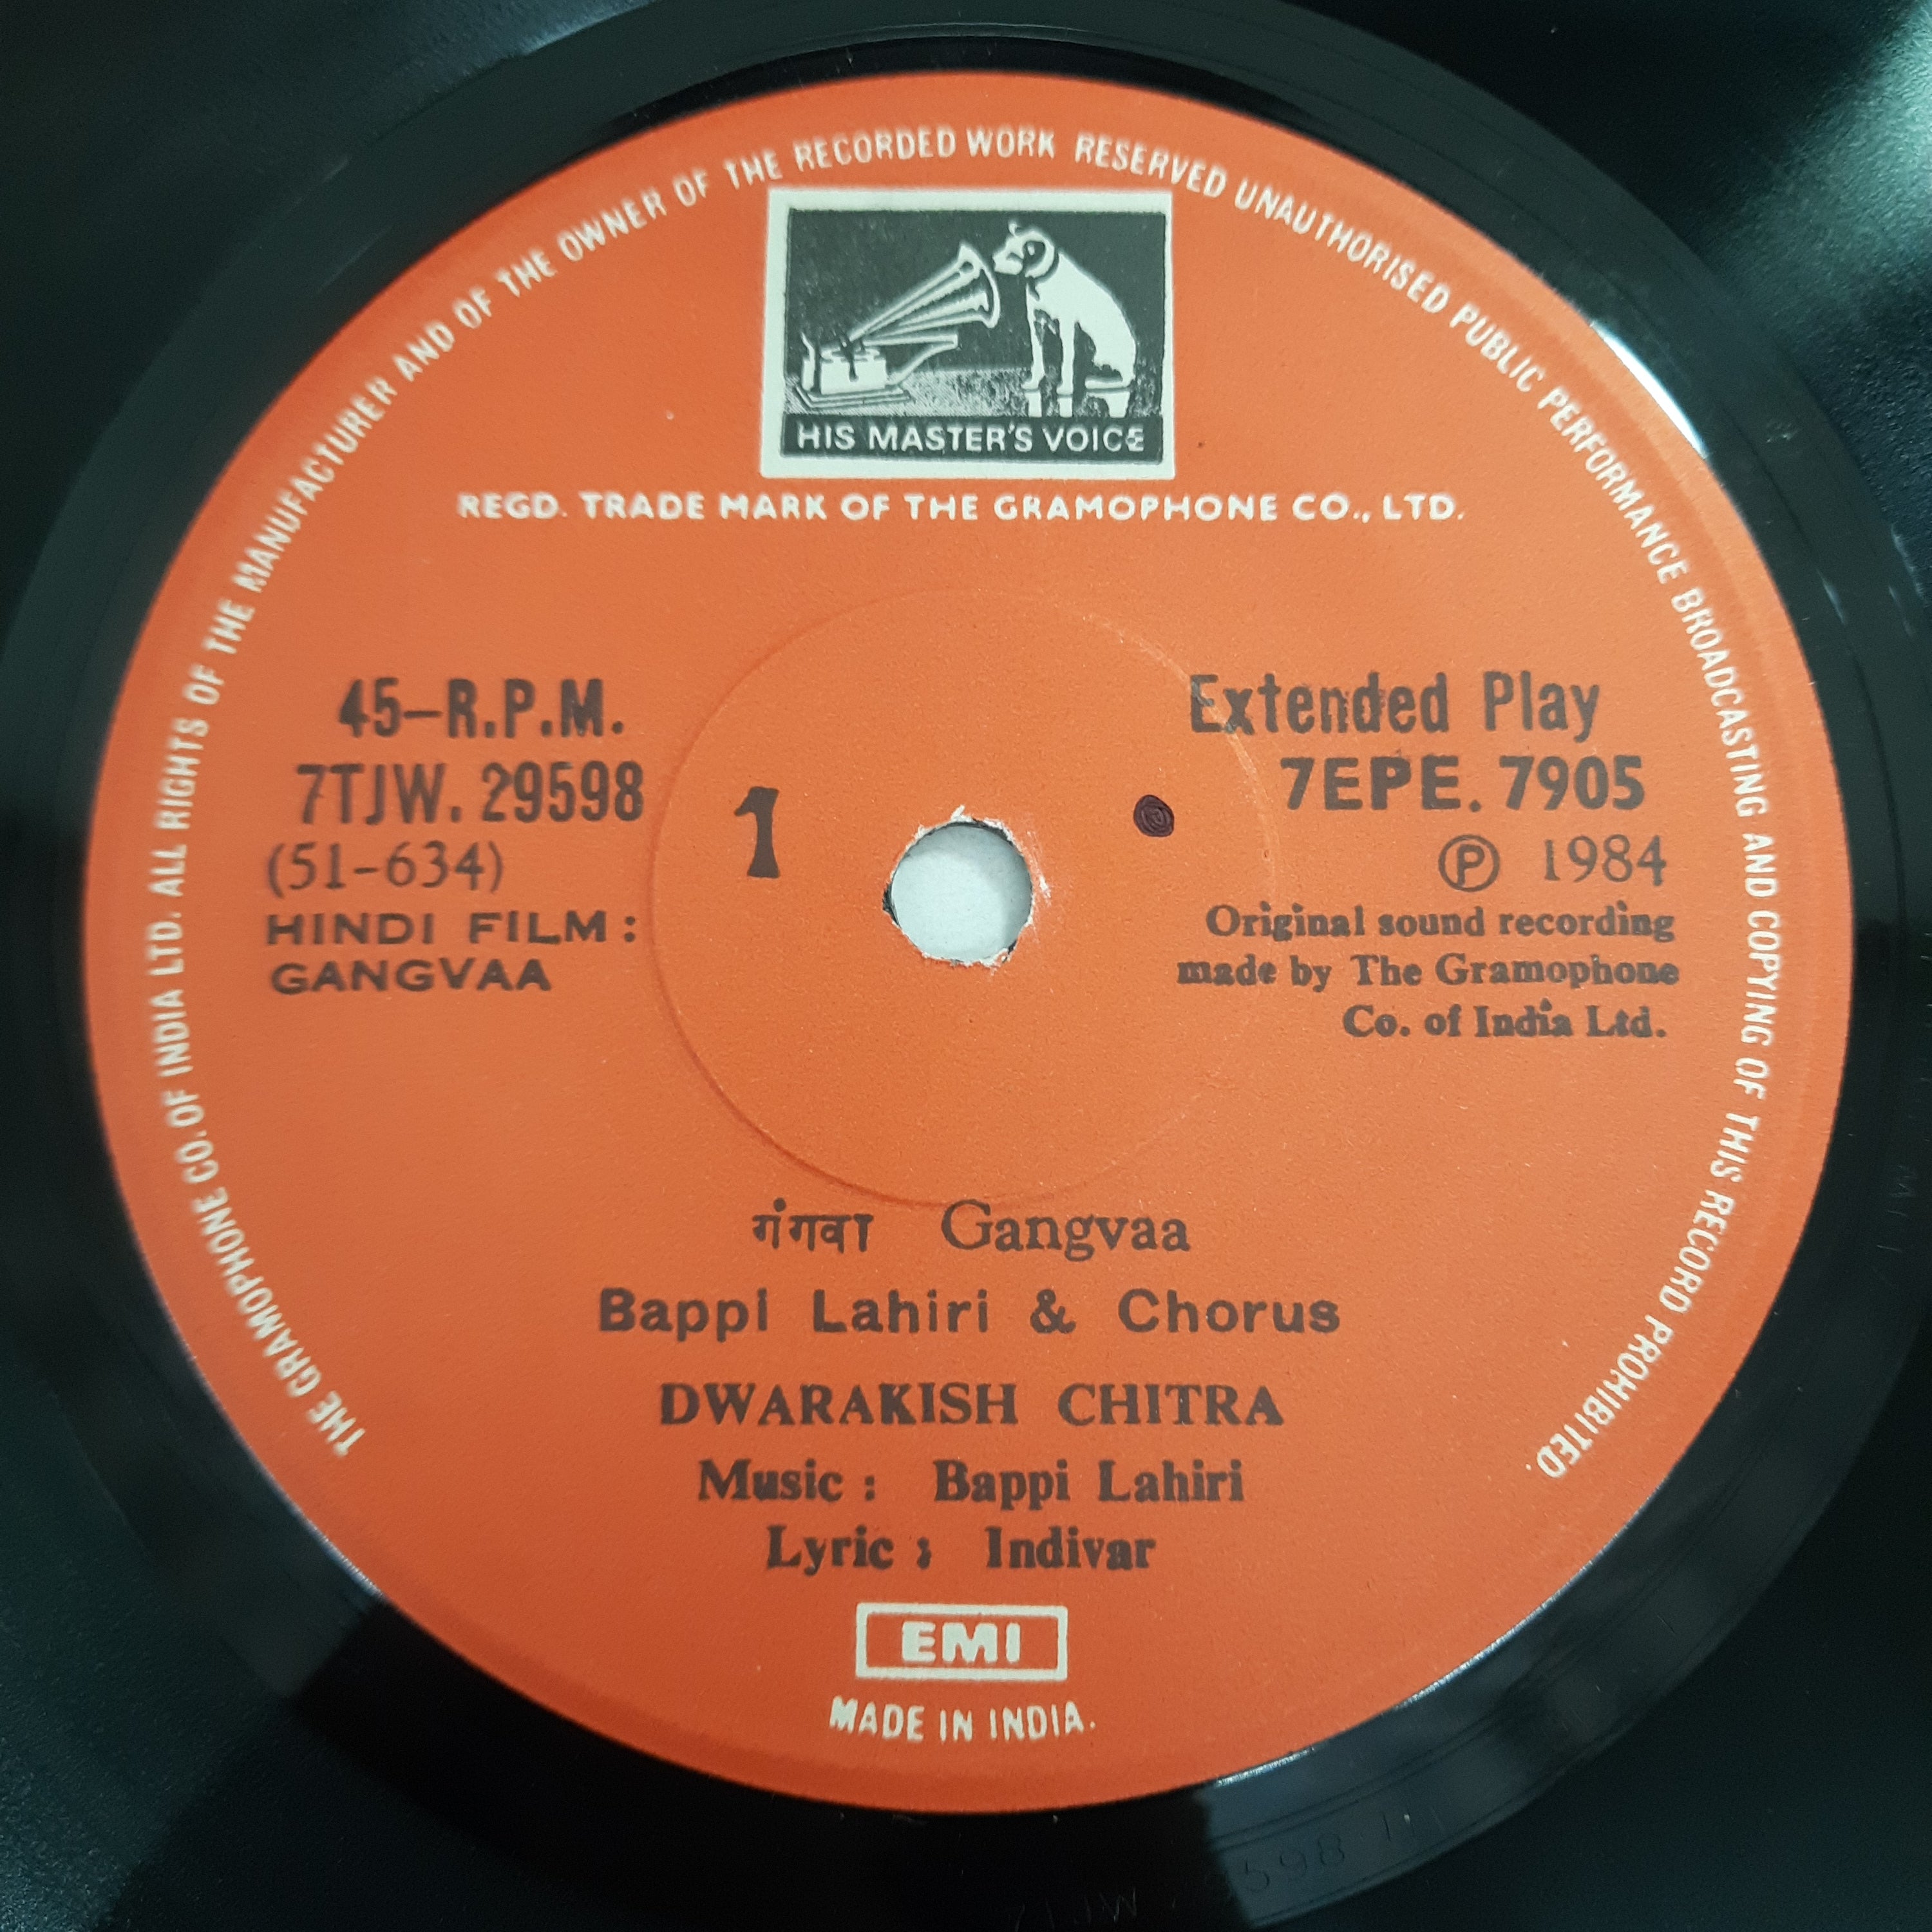 THE GRAMOPHONE CO. OF INDIA LTD. ALL RIGHTS OF THE MANUFACTURER AND OF THE OWNER OF THE RECORDED WORK RESERVED UNAUTHORISED PUBLIC PERFORMANCE BROADCASTING AND COPYING OF THIS RECORD PROHIBITED.
HIS MASTER'S VOICE
REGD. TRADE MARK OF THE GRAMOPHONE CO., LTD.
45-R.P.M.
7TJW. 29598
(51-634)
HINDI FILM :
GANGVAA
1
Extended Play
7EPE. 7905
Ⓟ 1984
Original sound recording
made by The Gramophone
Co. of India Ltd.
गंगवा Gangvaa
Bappi Lahiri & Chorus
DWARAKISH CHITRA
Music : Bappi Lahiri
Lyric : Indivar
EMI
MADE IN INDIA.